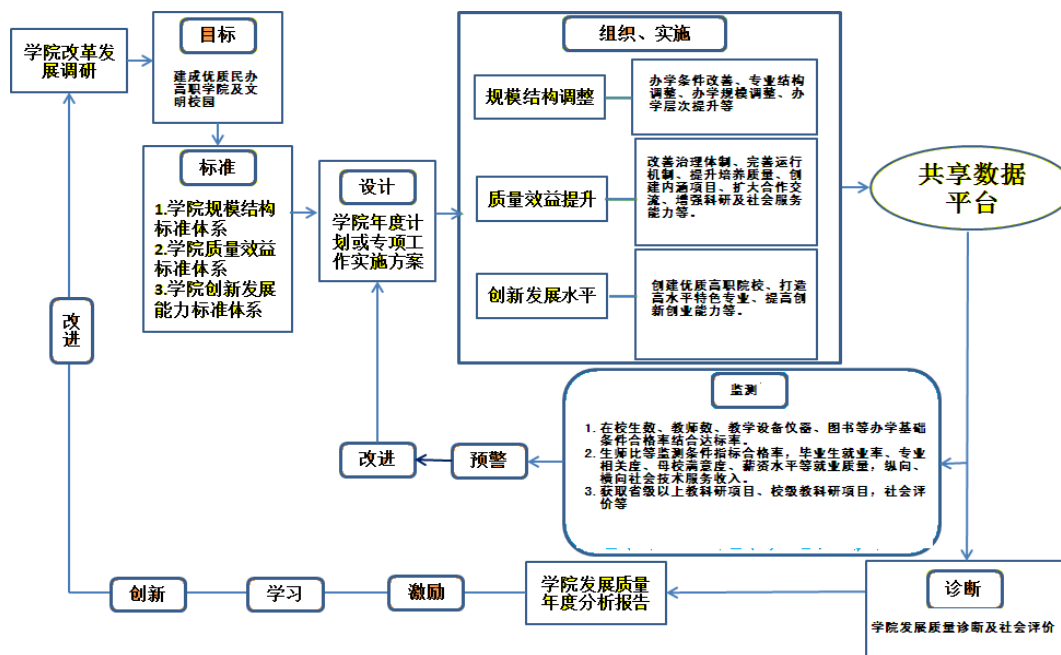 学院改革发
展调研
目标
建成优质民办
高职学院及文
明校园
标准
1.学院规模结构
标准体系
2.学院质量效益
标准体系
3.学院创新发展
能力标准体系
设计
学院年度计
划或专项工
作实施方案
组织、实施
规模结构调整
办学条件改善、专业结构
调整、办学规模调整、办
学层次提升等
质量效益提升
改善治理体制、完善运行
机制、提升培养质量、创
建内涵项目、扩大合作交
流、增强科研及社会服务
能力等。
创新发展水平
创建优质高职院校、打造
高水平特色专业、提高创
新创业能力等。
共享数据
平台
监测
1. 在校生数、教师数、教学设备仪器、图书等办学基础
条件合格率结合达标率。
2. 生师比等监测条件指标合格率，毕业生就业率、专业
相关度、母校满意度、薪资水平等就业质量，纵向、
横向社会技术服务收入。
3. 获取省级以上教科研项目、校级教科研项目，社会评
价等
预警
改进
诊断
学院发展质量诊断及社会评价
学院发展质量
年度分析报告
激励
学习
创新
改
进